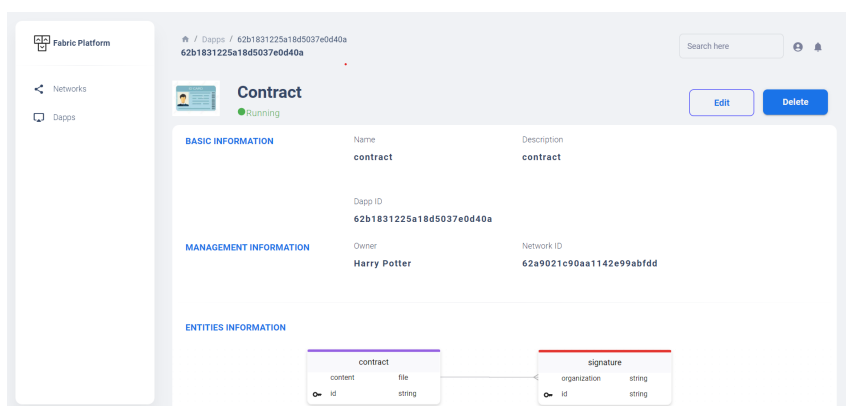 Fabric Platform
Networks
Dapps
/ Dapps / 62b1831225a18d5037e0d40a
62b1831225a18d5037e0d40a
Search here
Contract
Running
Edit
Delete
BASIC INFORMATION
Name
Description
contract
contract
Dapp ID
62b1831225a18d5037e0d40a
MANAGEMENT INFORMATION
Owner
Network ID
Harry Potter
62a9021c90aa1142e99abfdd
ENTITIES INFORMATION
contract
content file
id string
signature
organization string
id string